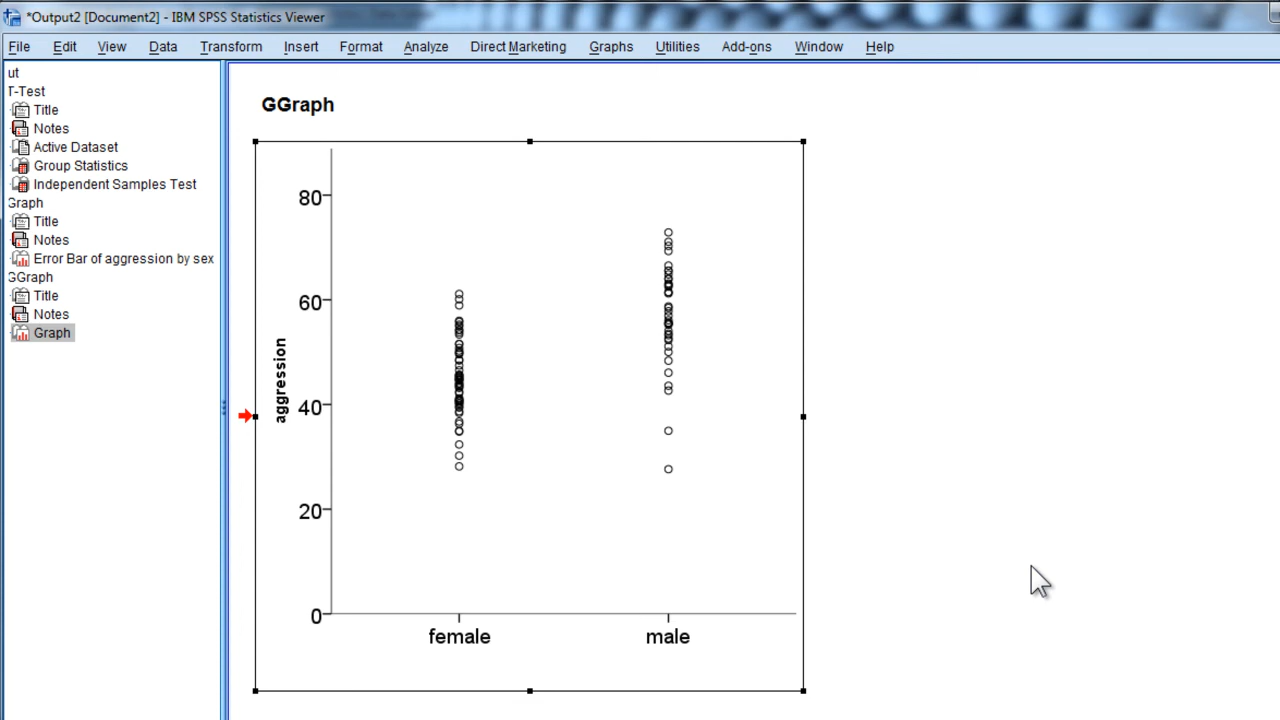 *Output2 [Document2] - IBM SPSS Statistics Viewer
File Edit View Data Transform Insert Format Analyze Direct Marketing Graphs Utilities Add-ons Window Help
ut
T-Test
Title
Notes
Active Dataset
Group Statistics
Independent Samples Test
Graph
Title
Notes
Error Bar of aggression by sex
GGraph
Title
Notes
Graph
GGraph
80
60
40
20
0
aggression
female male